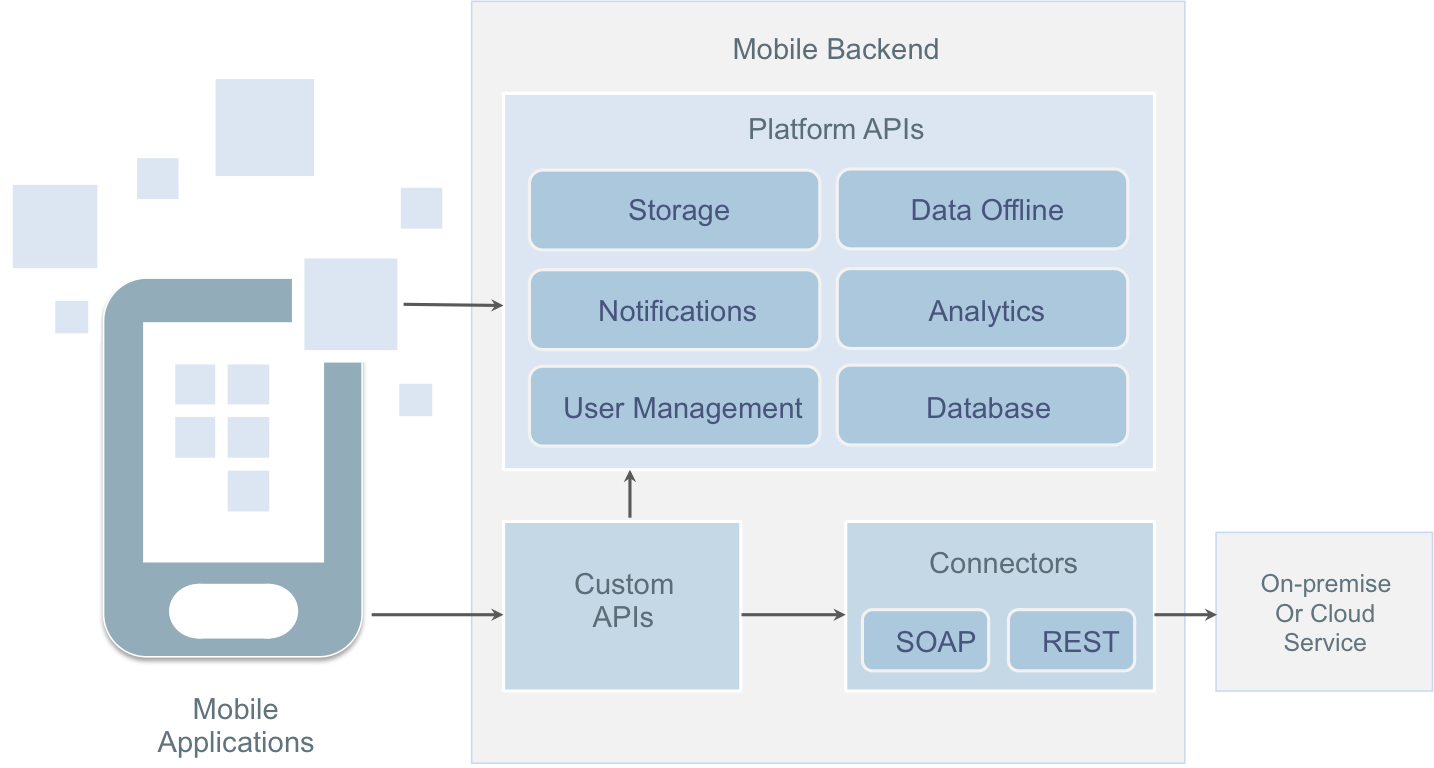 Mobile Backend
Platform APIs
Storage
Data Offline
Notifications
Analytics
User Management
Database
Custom
APIs
Connectors
SOAP
REST
On-premise
Or Cloud
Service
Mobile
Applications